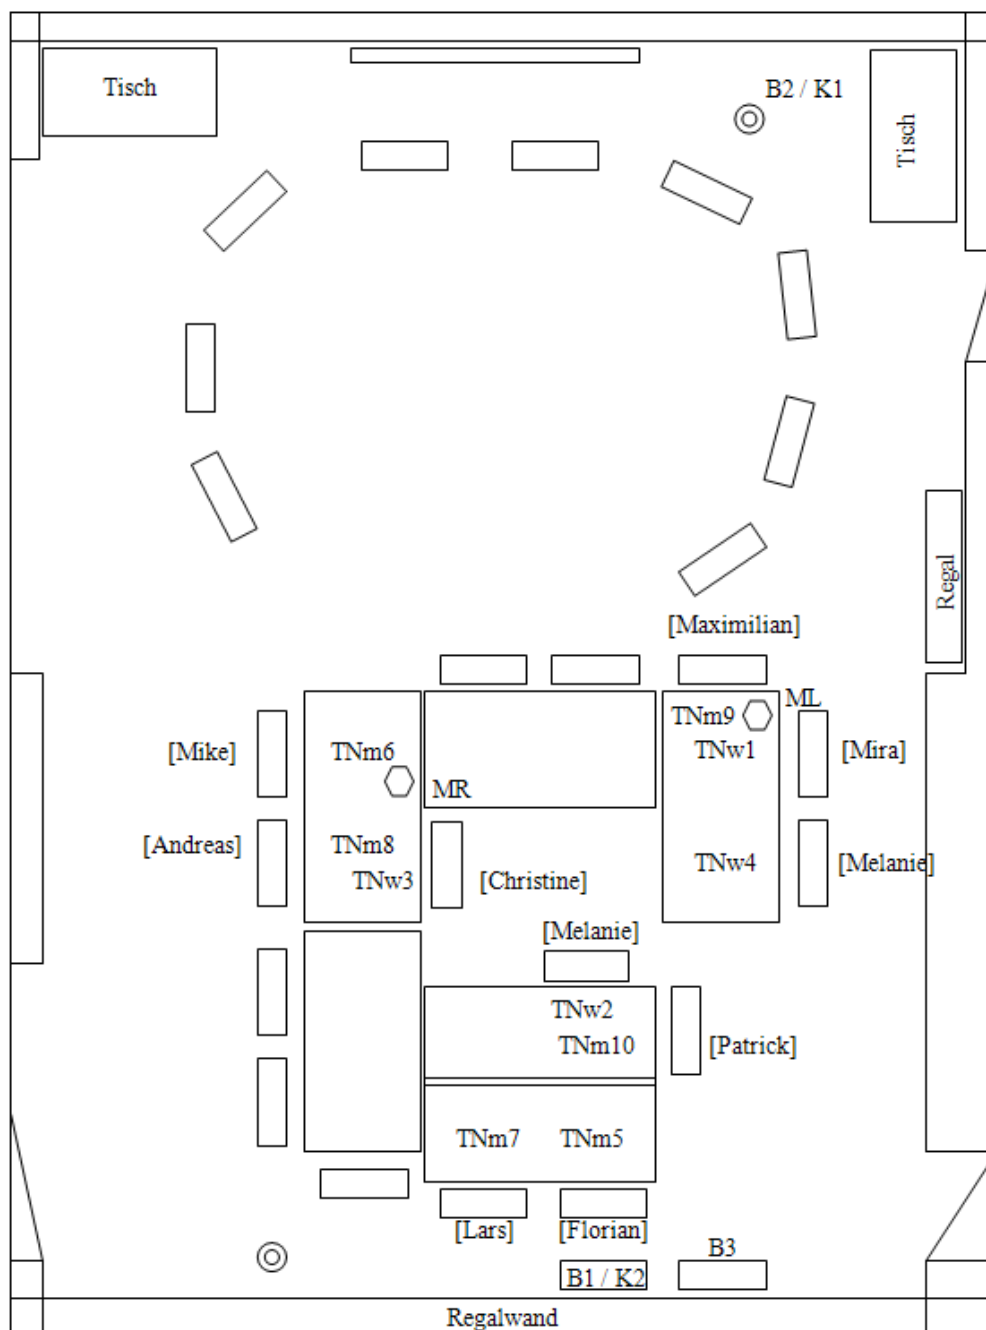 Tisch
B2 / K1
Tisch
Regal
[Maximilian]
TNm9
ML
[Mike]
TNm6
TNw1
[Mira]
MR
[Andreas]
TNm8
TNw4
[Melanie]
TNw3
[Christine]
[Melanie]
TNw2
TNm10
[Patrick]
TNm7
TNm5
[Lars]
[Florian]
B3
B1 / K2
Regalwand